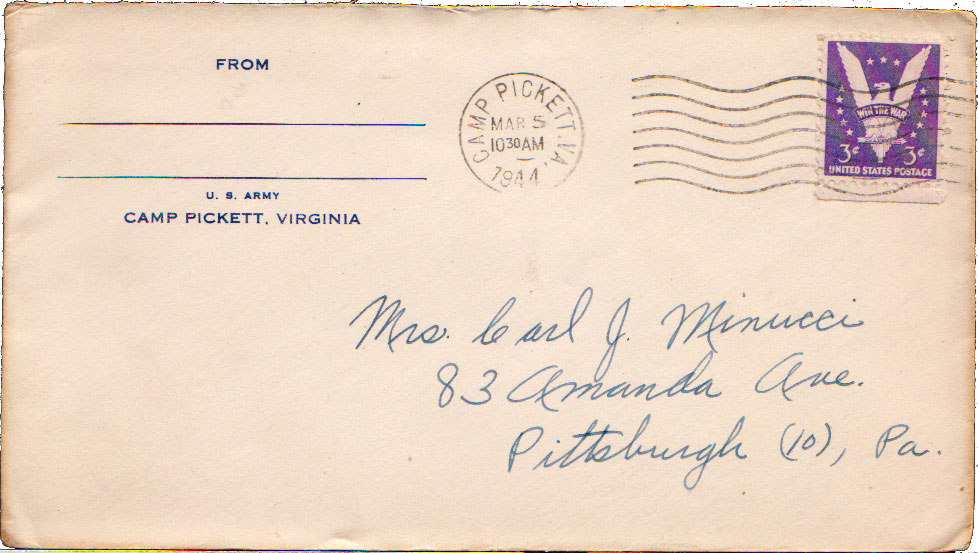 FROM
U. S. ARMY
CAMP PICKETT, VIRGINIA
CAMP PICKETT, VA.
MAR 5
10 30 AM
1944
WIN THE WAR
3¢ 3¢
UNITED STATES POSTAGE
Mrs. Carl J. Minucci
83 Amanda Ave.
Pittsburgh (10), Pa.